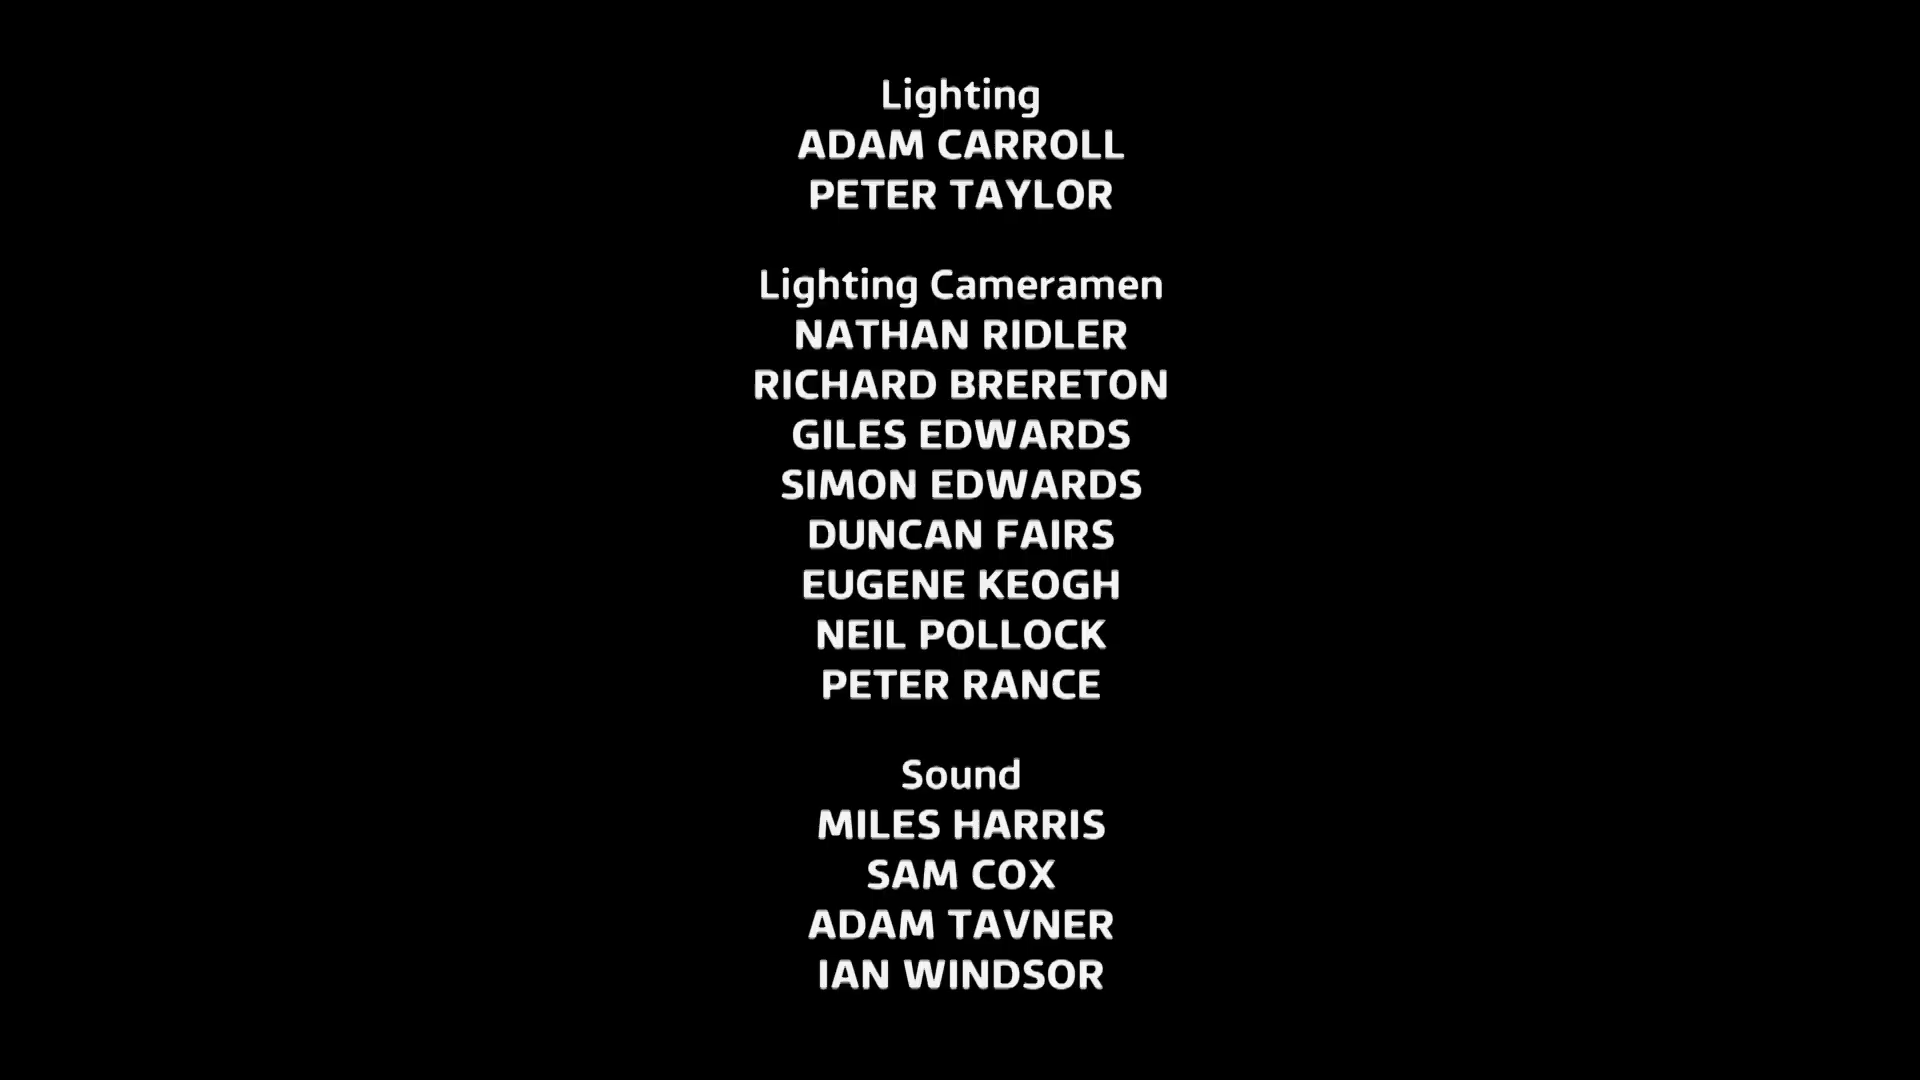 Lighting
ADAM CARROLL
PETER TAYLOR
Lighting Cameramen
NATHAN RIDLER
RICHARD BRERETON
GILES EDWARDS
SIMON EDWARDS
DUNCAN FAIRS
EUGENE KEOGH
NEIL POLLOCK
PETER RANCE
Sound
MILES HARRIS
SAM COX
ADAM TAVNER
IAN WINDSOR